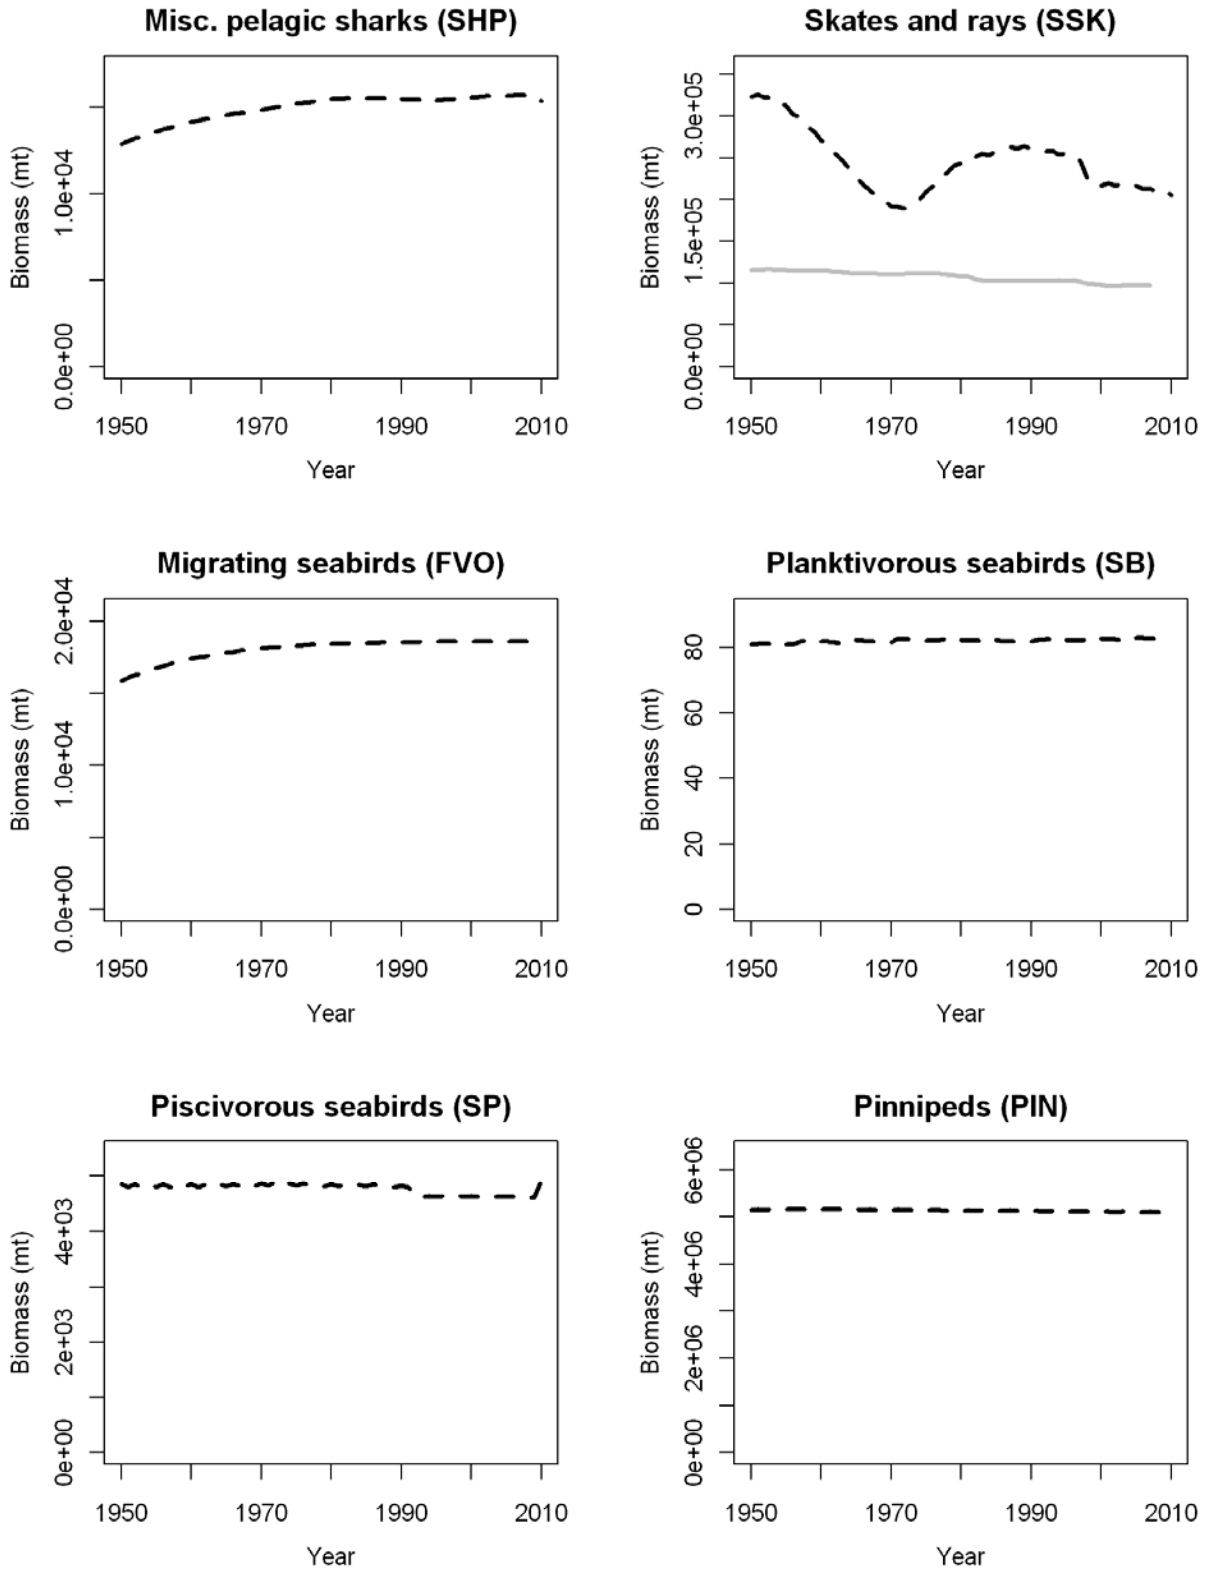 Misc. pelagic sharks (SHP)
Biomass (mt)
0.0e+00 1.0e+04
1950 1970 1990 2010
Year
Skates and rays (SSK)
Biomass (mt)
0.0e+00 1.5e+05 3.0e+05
1950 1970 1990 2010
Year
Migrating seabirds (FVO)
Biomass (mt)
0.0e+00 1.0e+04 2.0e+04
1950 1970 1990 2010
Year
Planktivorous seabirds (SB)
Biomass (mt)
0 20 40 60 80
1950 1970 1990 2010
Year
Piscivorous seabirds (SP)
Biomass (mt)
0e+00 2e+03 4e+03
1950 1970 1990 2010
Year
Pinnipeds (PIN)
Biomass (mt)
0e+00 2e+06 4e+06 6e+06
1950 1970 1990 2010
Year